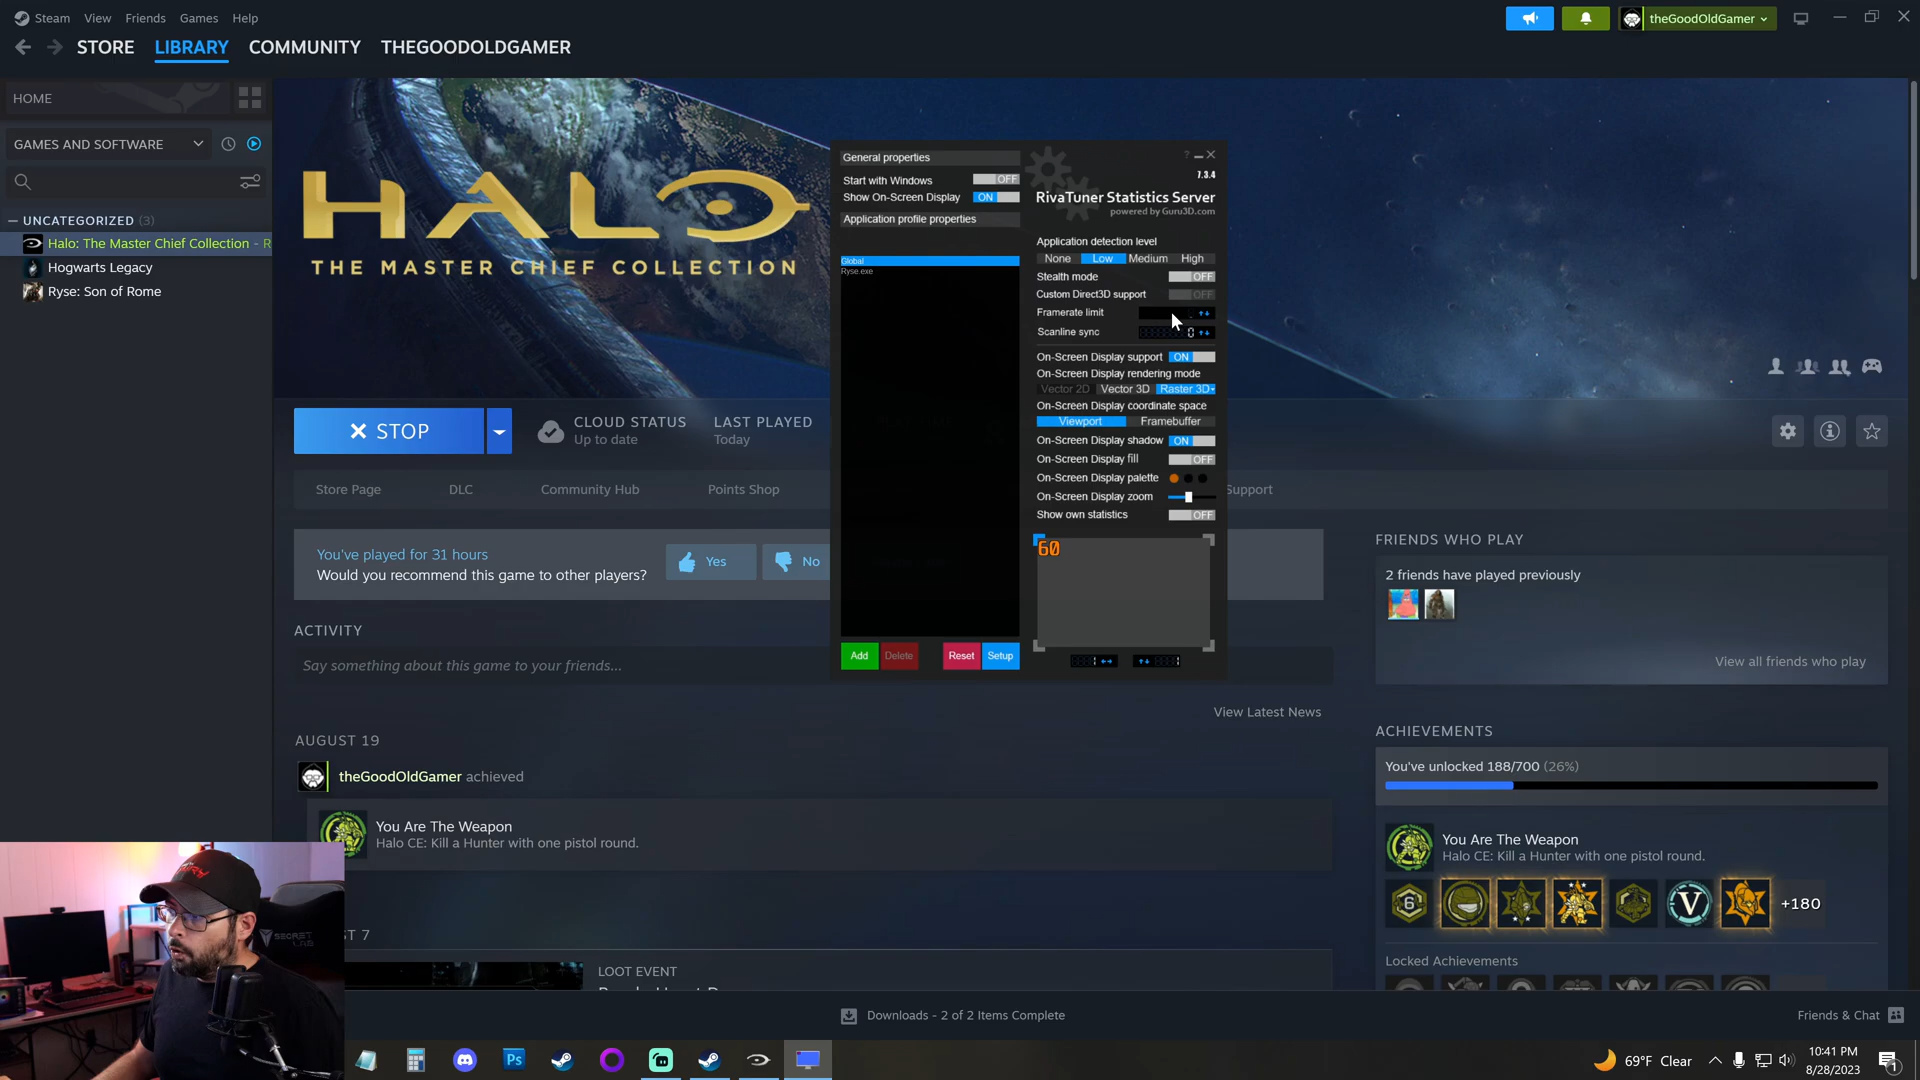 Steam View Friends Games Help
theGoodOldGamer
STORE LIBRARY COMMUNITY THEGOODOLDGAMER
HOME
GAMES AND SOFTWARE
UNCATEGORIZED (3)
Halo: The Master Chief Collection - R
Hogwarts Legacy
Ryse: Son of Rome
HALO
THE MASTER CHIEF COLLECTION
General properties
Start with Windows OFF
Show On-Screen Display ON
Application profile properties
Global
Ryse.exe
Add Delete Reset Setup
? 
7.3.4
RivaTuner Statistics Server
powered by Guru3D.com
Application detection level
None Low Medium High
Stealth mode OFF
Custom Direct3D support OFF
Framerate limit
Scanline sync 0
On-Screen Display support ON
On-Screen Display rendering mode
Vector 2D Vector 3D Raster 3D
On-Screen Display coordinate space
Viewport Framebuffer
On-Screen Display shadow ON
On-Screen Display fill OFF
On-Screen Display palette
On-Screen Display zoom
Show own statistics OFF
60
1 1
STOP
CLOUD STATUS
Up to date
LAST PLAYED
Today
Store Page DLC Community Hub Points Shop Support
You've played for 31 hours
Would you recommend this game to other players?
Yes No
ACTIVITY
Say something about this game to your friends...
View Latest News
AUGUST 19
theGoodOldGamer achieved
You Are The Weapon
Halo CE: Kill a Hunter with one pistol round.
T 7
LOOT EVENT
FRIENDS WHO PLAY
2 friends have played previously
View all friends who play
ACHIEVEMENTS
You've unlocked 188/700 (26%)
You Are The Weapon
Halo CE: Kill a Hunter with one pistol round.
6
V
+180
Locked Achievements
SECRETLAB
Downloads - 2 of 2 Items Complete
Friends & Chat
Ps
69°F Clear
10:41 PM
8/28/2023
1